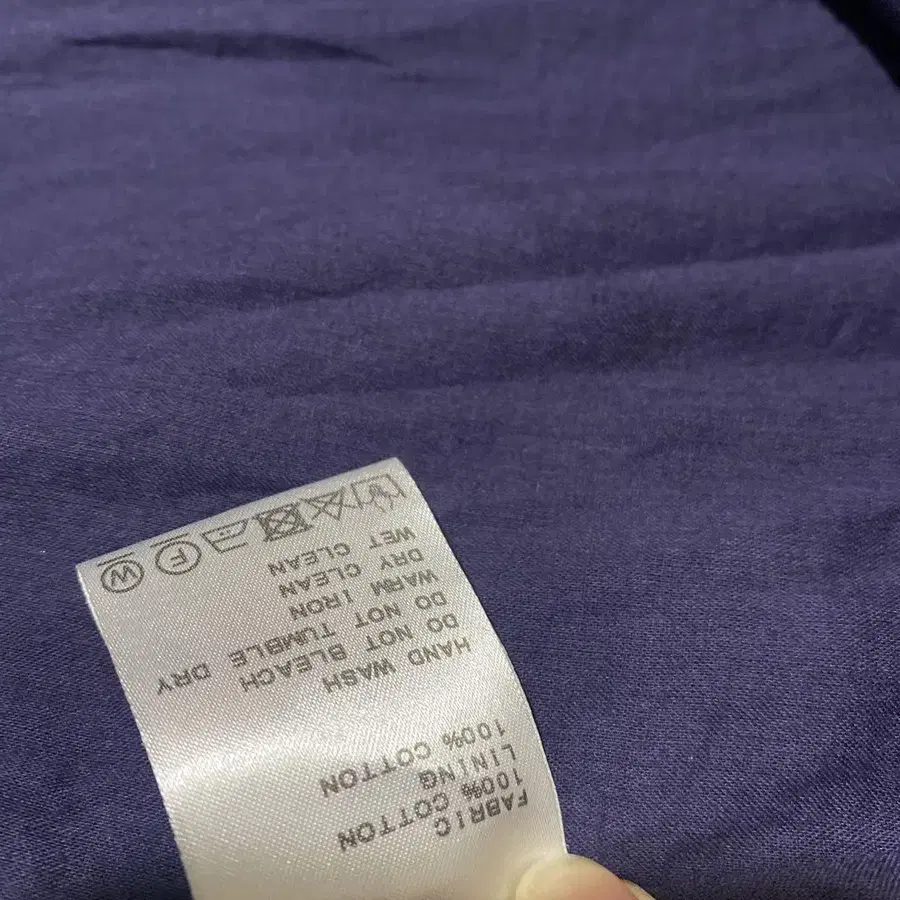 FABRIC
100% COTTON
LINING
100% COTTON
HAND WASH
DO NOT BLEACH
DO NOT TUMBLE DRY
WARM IRON
DRY CLEAN
WET CLEAN
F W